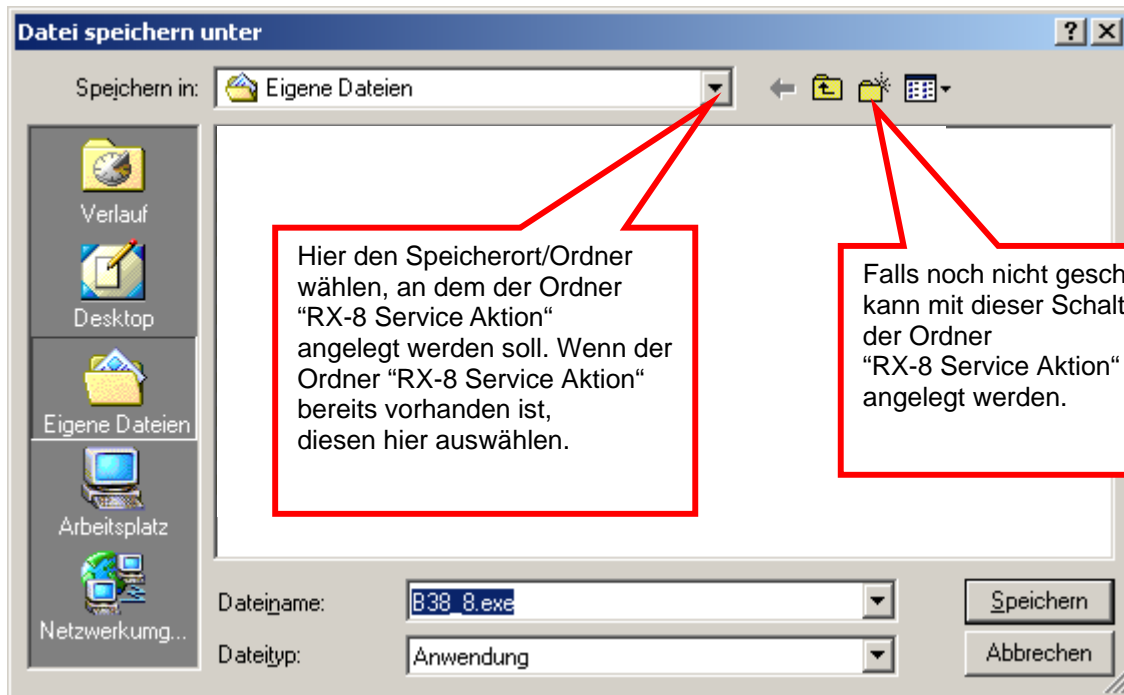 Datei speichern unter
Speichern in:
Eigene Dateien
Verlauf
Desktop
Eigene Dateien
Arbeitsplatz
Netzwerkumg...
Hier den Speicherort/Ordner
wählen, an dem der Ordner
“RX-8 Service Aktion“
angelegt werden soll. Wenn der
Ordner “RX-8 Service Aktion“
bereits vorhanden ist,
diesen hier auswählen.
Falls noch nicht gesch
kann mit dieser Schalt
der Ordner
“RX-8 Service Aktion“
angelegt werden.
Dateiname:
B38_8.exe
Speichern
Dateityp:
Anwendung
Abbrechen